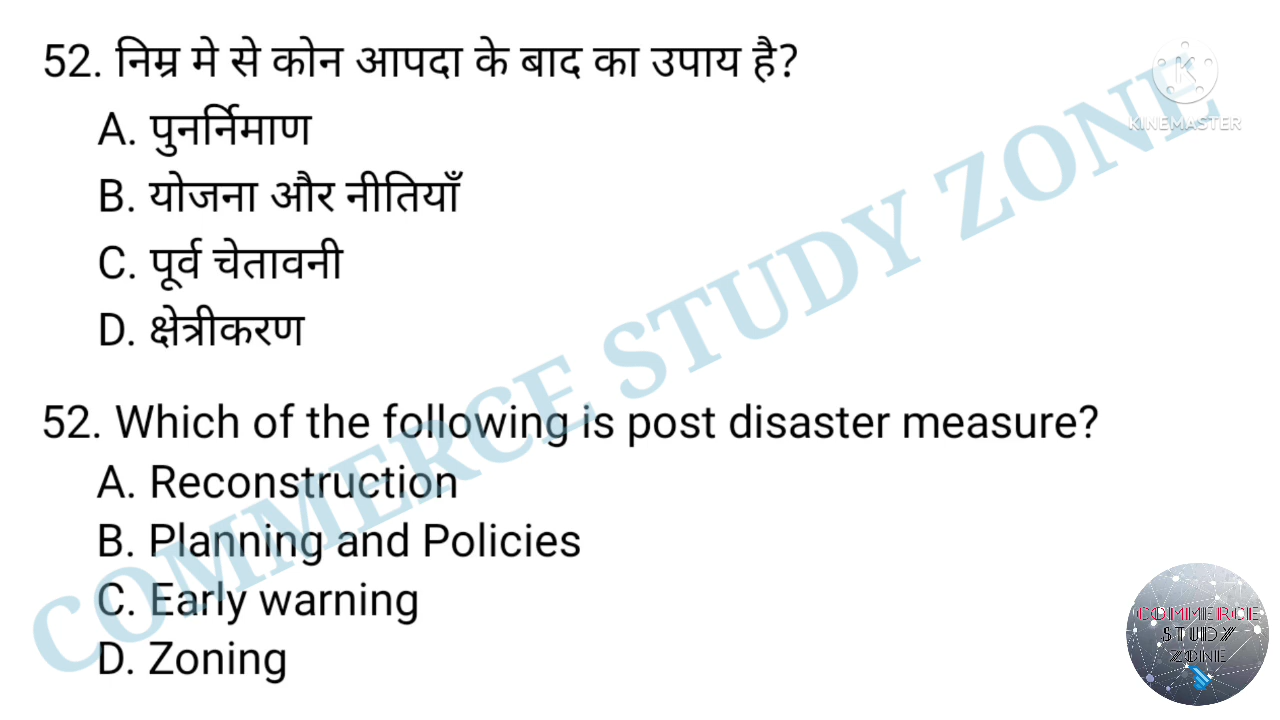 52. निम्र मे से कोन आपदा के बाद का उपाय है?
A. पुनर्निमाण
B. योजना और नीतियाँ
C. पूर्व चेतावनी
D. क्षेत्रीकरण
52. Which of the following is post disaster measure?
A. Reconstruction
B. Planning and Policies
C. Early warning
D. Zoning
COMMERCE STUDY ZONE
K
KINEMASTER
COMMERCE
STUDY
ZONE